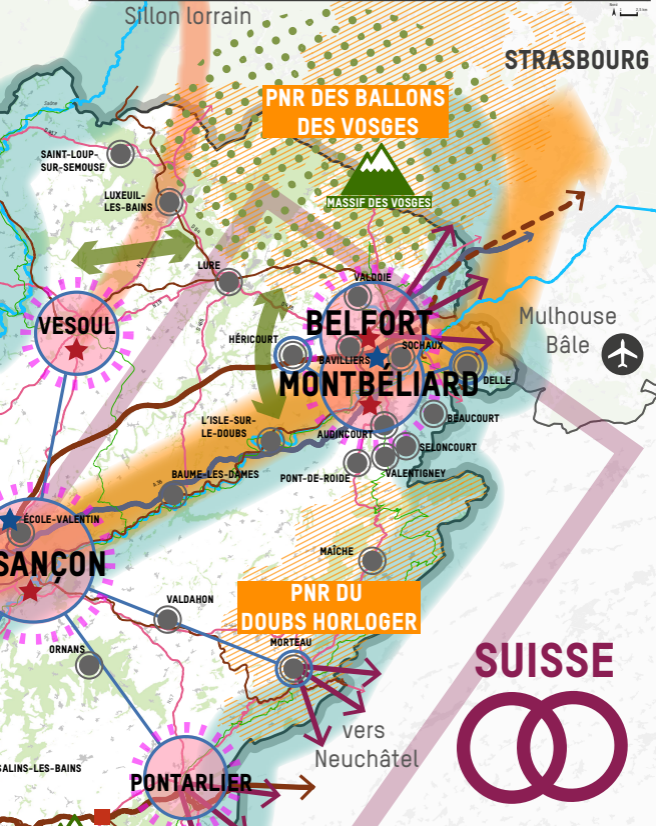 Sillon lorrain
STRASBOURG
PNR DES BALLONS
DES VOSGES
SAINT-LOUP-
SUR-SEMOUSE
LUXEUIL-
LES-BAINS
MASSIF DES VOSGES
LURE
VALDOIE
VESOUL
BELFORT
Mulhouse
Bâle
HÉRICOURT
SOCHAUX
BAVILLIERS
MONTBÉLIARD
DELLE
L'ISLE-SUR-
LE-DOUBS
BEAUCOURT
AUDINCOURT
SELONCOURT
BAUME-LES-DAMES
PONT-DE-ROIDE
VALENTIGNEY
ÉCOLE-VALENTIN
SANÇON
MAÎCHE
PNR DU
DOUBS HORLOGER
VALDAHON
MORTEAU
ORNANS
SUISSE
vers
Neuchâtel
ALINS-LES-BAINS
PONTARLIER